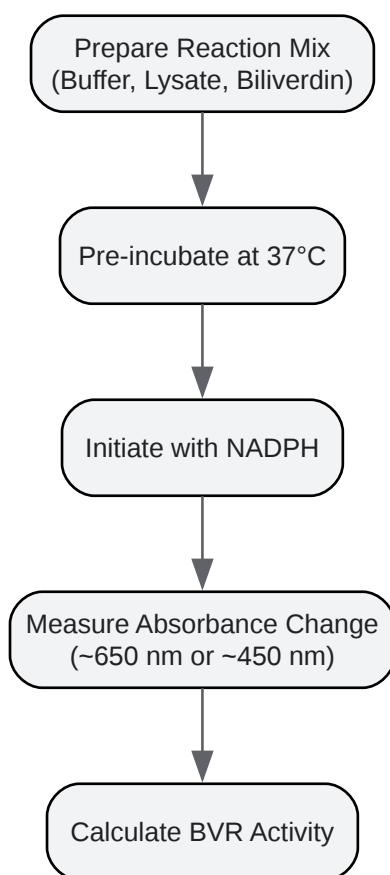 Prepare Reaction Mix
(Buffer, Lysate, Biliverdin)
Pre-incubate at 37°C
Initiate with NADPH
Measure Absorbance Change
(~650 nm or ~450 nm)
Calculate BVR Activity